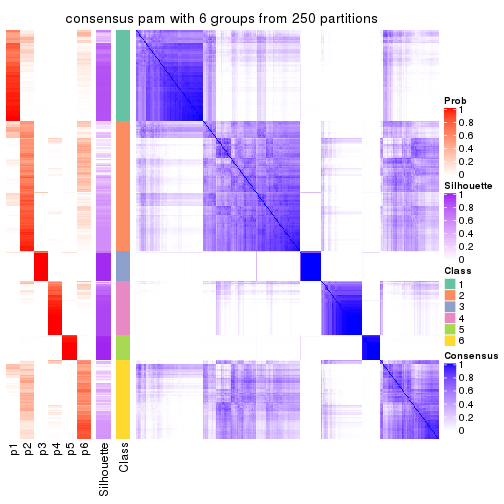 consensus pam with 6 groups from 250 partitions
Prob
1
0.8
0.6
0.4
0.2
0
Silhouette
1
0.8
0.6
0.4
0.2
0
Class
1
2
3
4
5
6
Consensus
1
0.8
0.6
0.4
0.2
0
p1
p2
p3
p4
p5
p6
Silhouette
Class